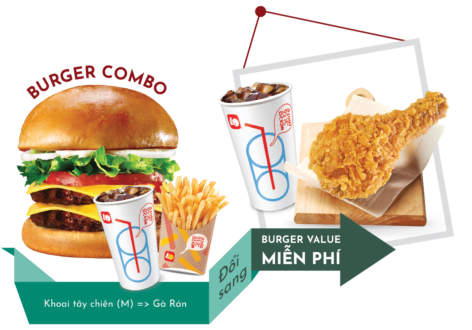 BURGER COMBO
Khoai tây chiên (M) => Gà Rán
Đổi
sang
BURGER VALUE
MIỄN PHÍ